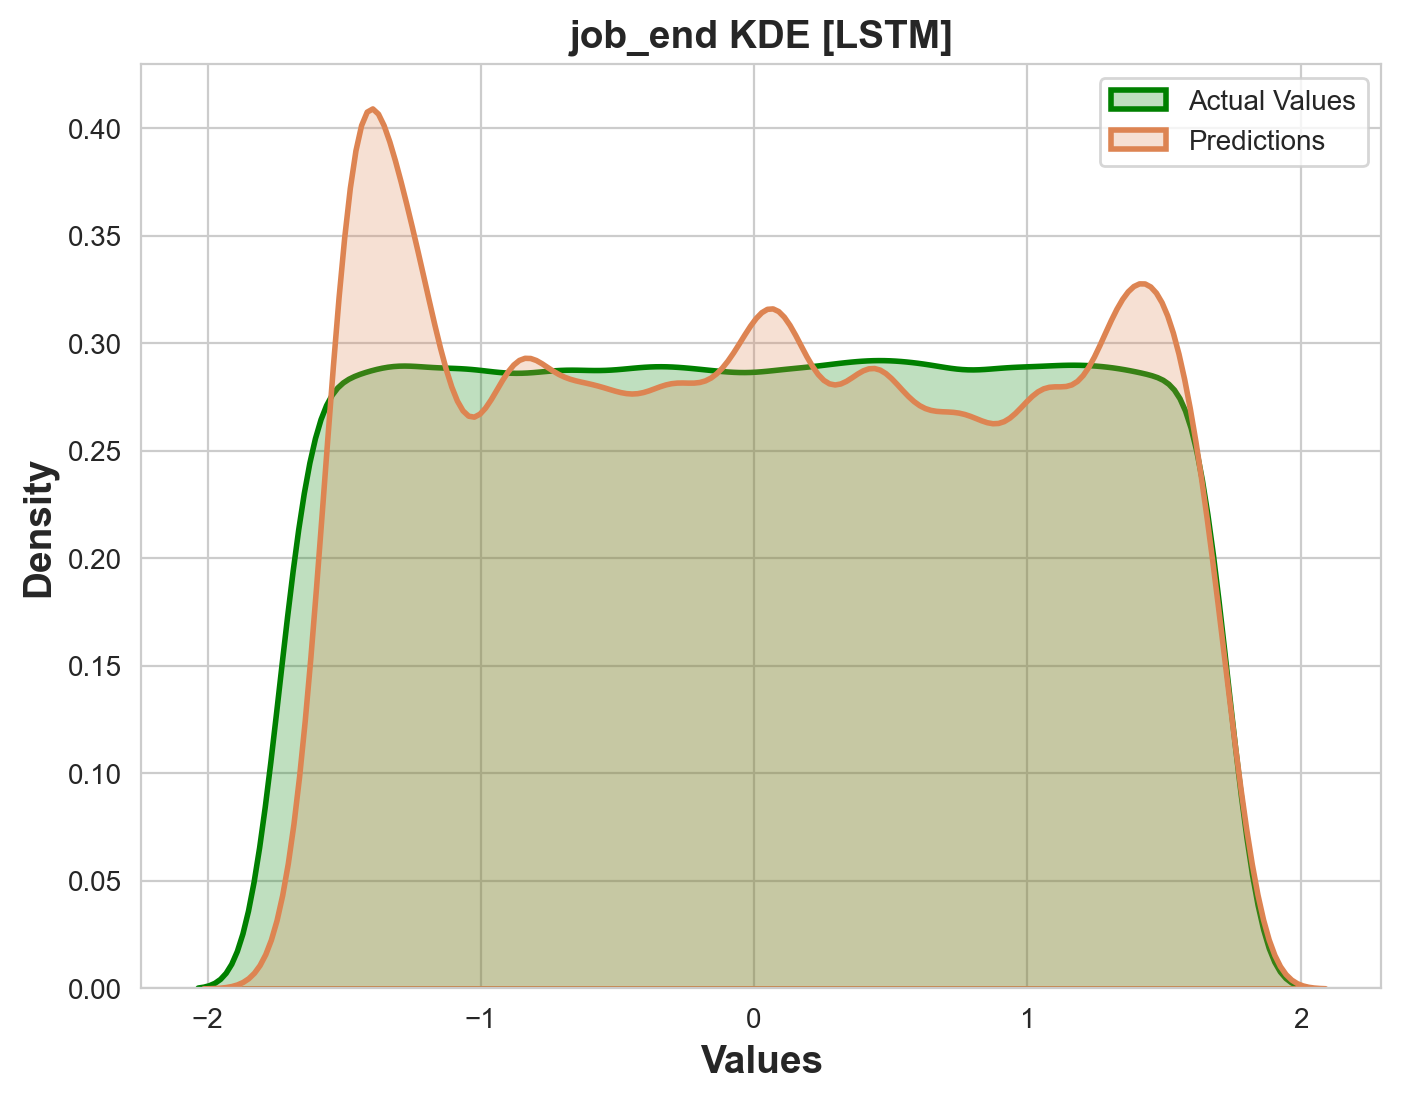 job_end KDE [LSTM]
Actual Values
Predictions
0.40
0.35
0.30
0.25
0.20
0.15
0.10
0.05
0.00
Density
−2 −1 0 1 2
Values